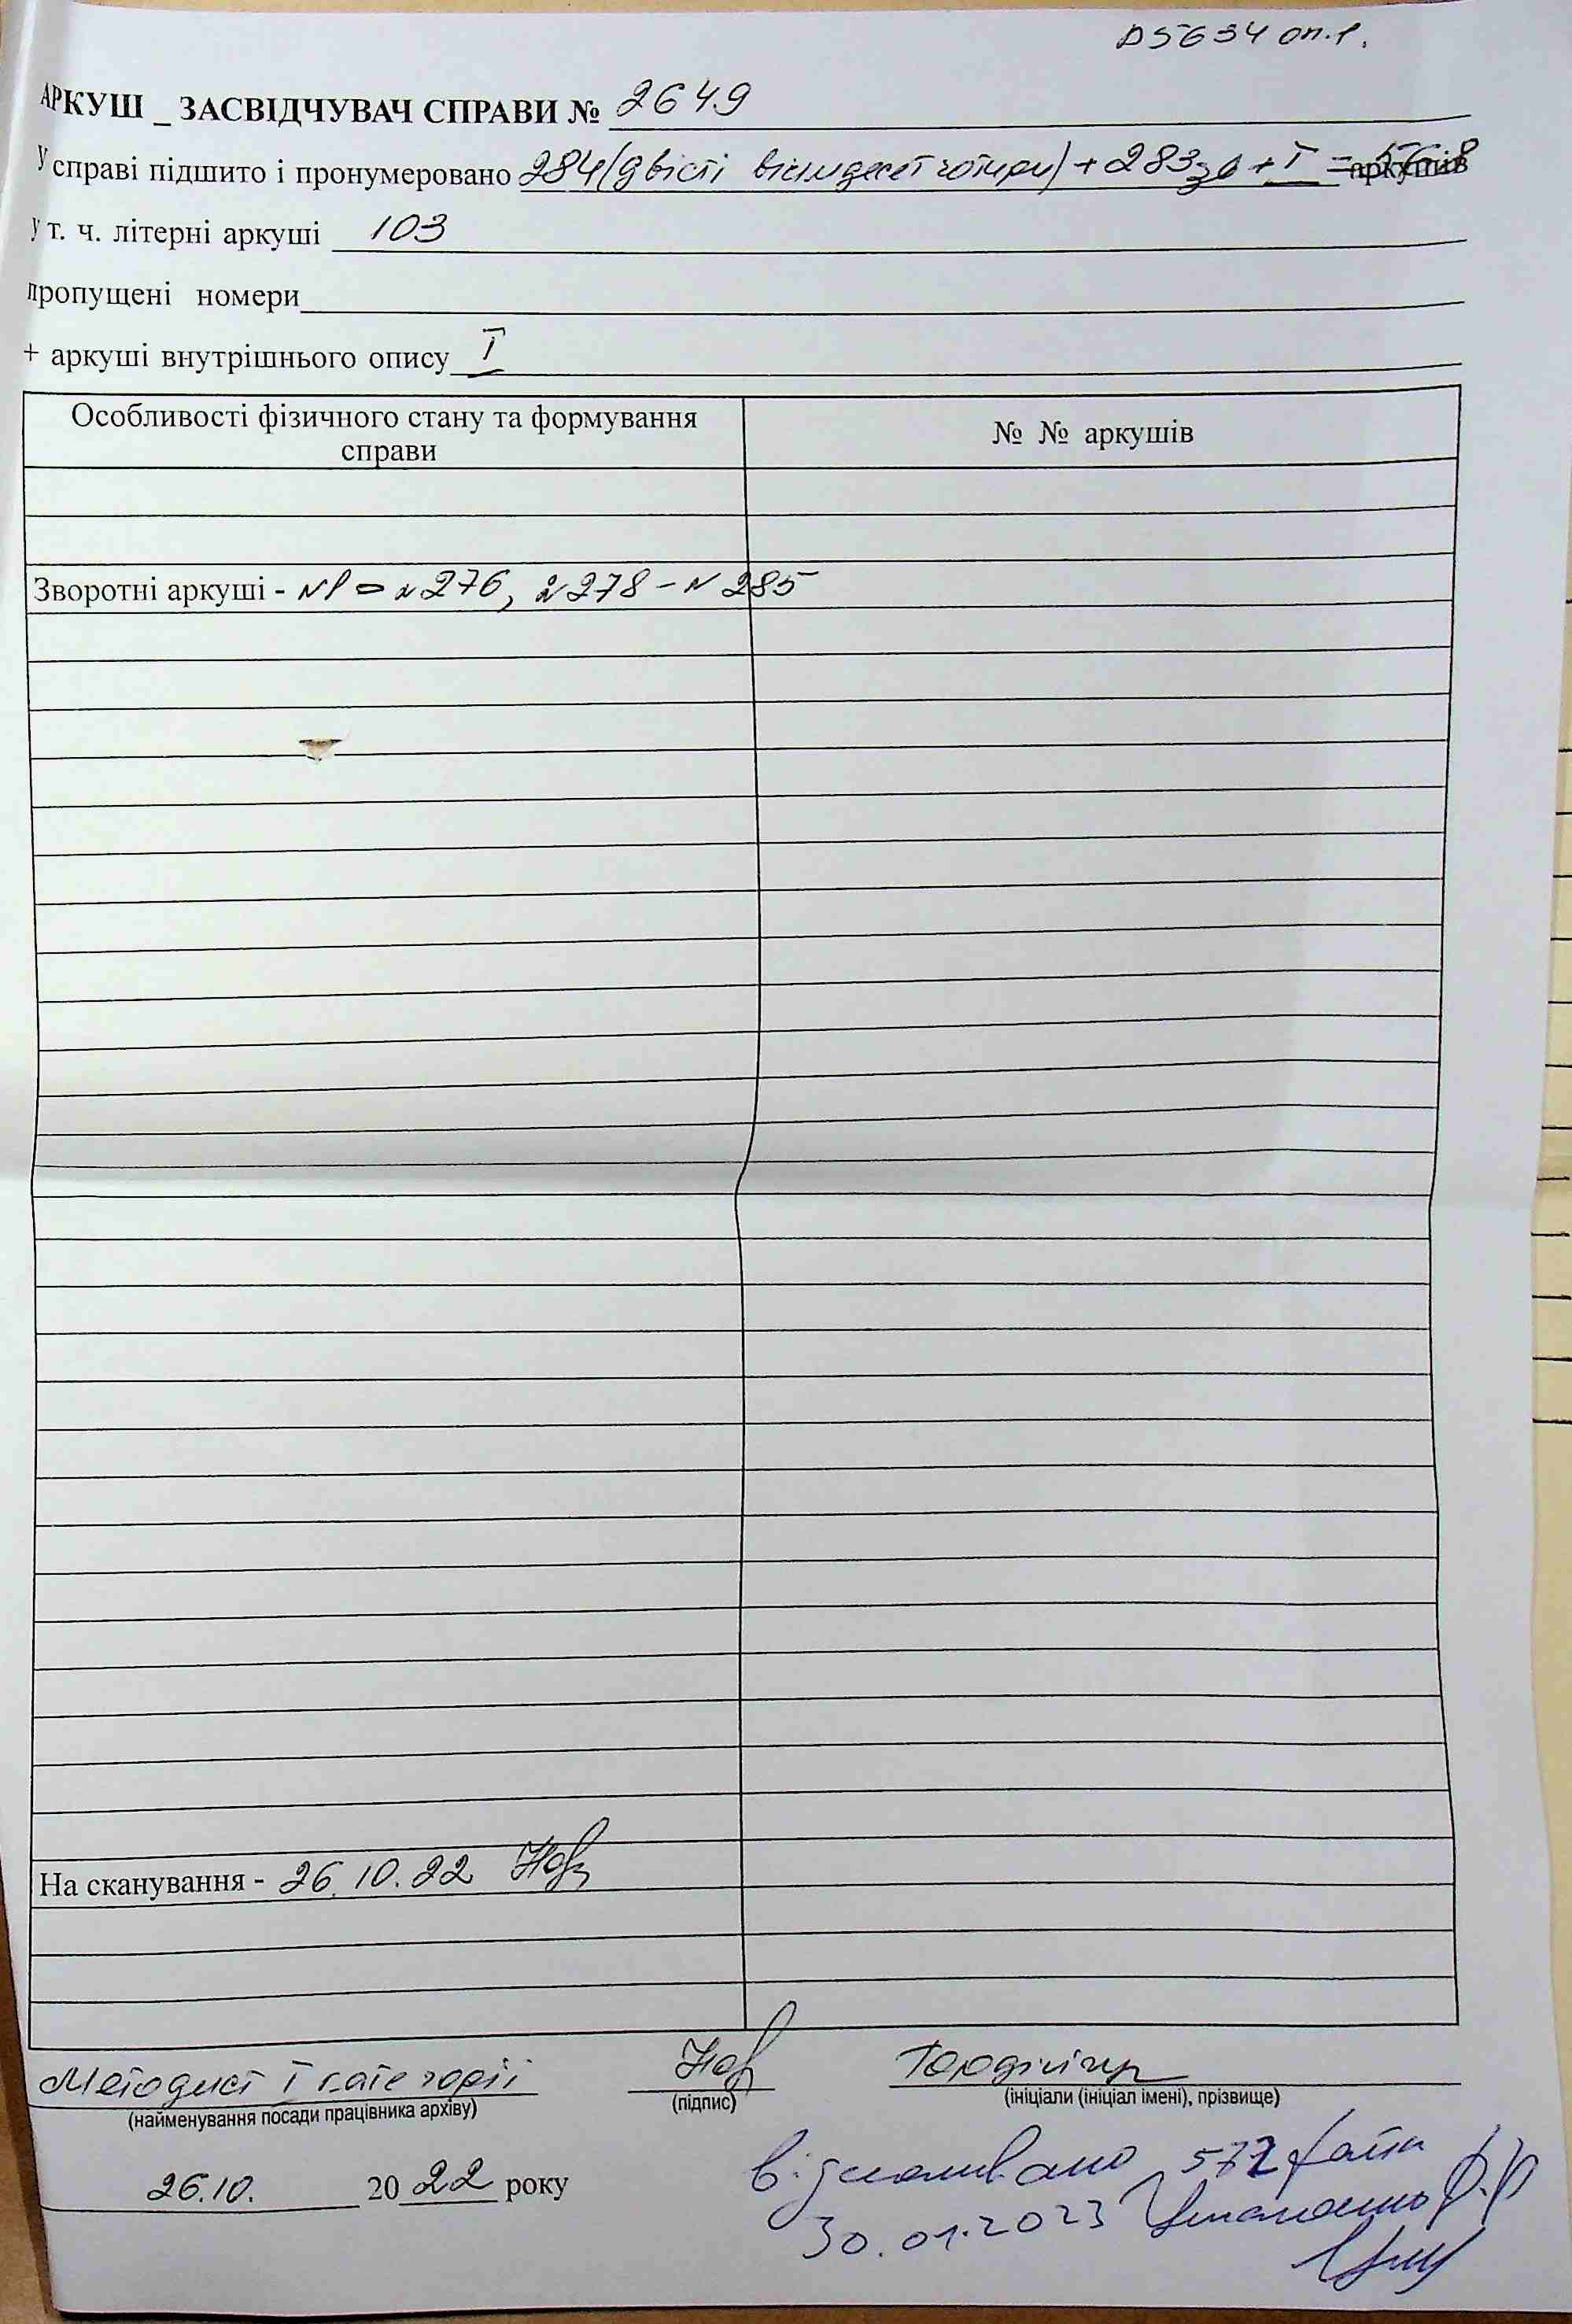 D5634 оп.1.
АРКУШ _ ЗАСВІДЧУВАЧ СПРАВИ № 2649
У справі підшито і пронумеровано 284 (двісті вісімдесят чотири) + 283зв + I = 568 аркушів
у т. ч. літерні аркуші 103
пропущені номери
+ аркуші внутрішнього опису I
Особливості фізичного стану та формування
справи
№ № аркушів
Зворотні аркуші - №1 - №276, №278 - №285
На сканування - 26.10.22
Методист I категорії
(найменування посади працівника архіву)
(підпис)
(ініціали (ініціал імені), прізвище)
26.10. 2022 року
Відскановано 572 файли
30.01.2023